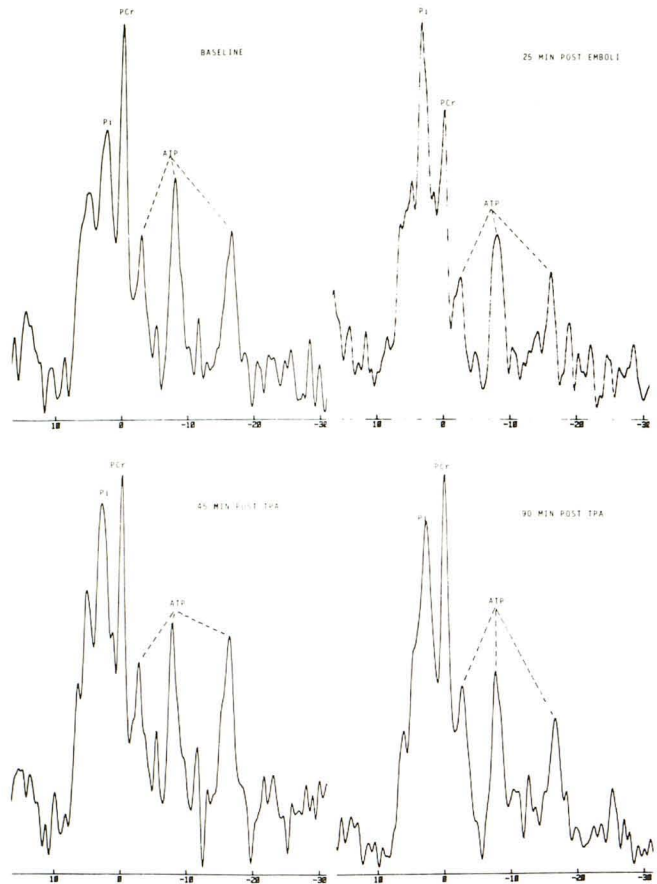 PCr
BASELINE
Pi
ATP
10 0 -10 -20 -30
Pi
25 MIN POST EMBOLI
PCr
ATP
10 0 -10 -20 -30
PCr
Pi
45 MIN POST TPA
ATP
10 0 -10 -20 -30
PCr
Pi
90 MIN POST TPA
ATP
10 0 -10 -20 -30